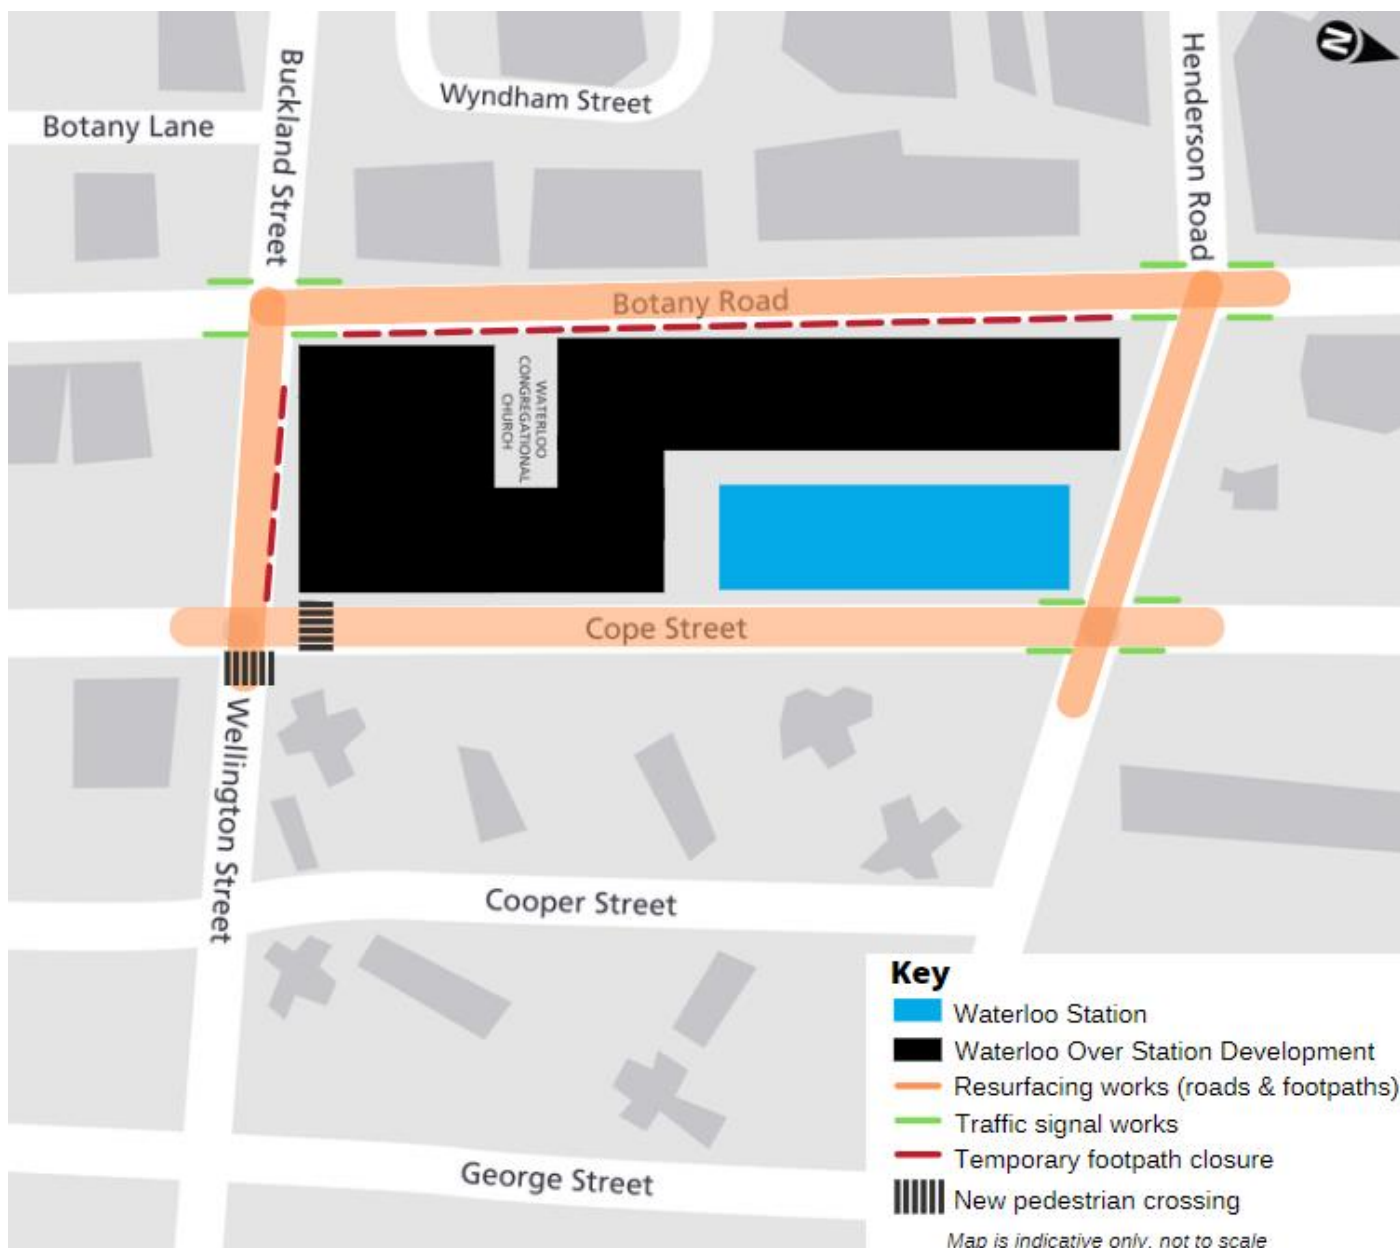 N
Buckland Street
Henderson Road
Wyndham Street
Botany Lane
Botany Road
WATERLOO
CONGREGATIONAL
CHURCH
Cope Street
Wellington Street
Cooper Street
George Street
Key
Waterloo Station
Waterloo Over Station Development
Resurfacing works (roads & footpaths)
Traffic signal works
Temporary footpath closure
New pedestrian crossing
Map is indicative only, not to scale